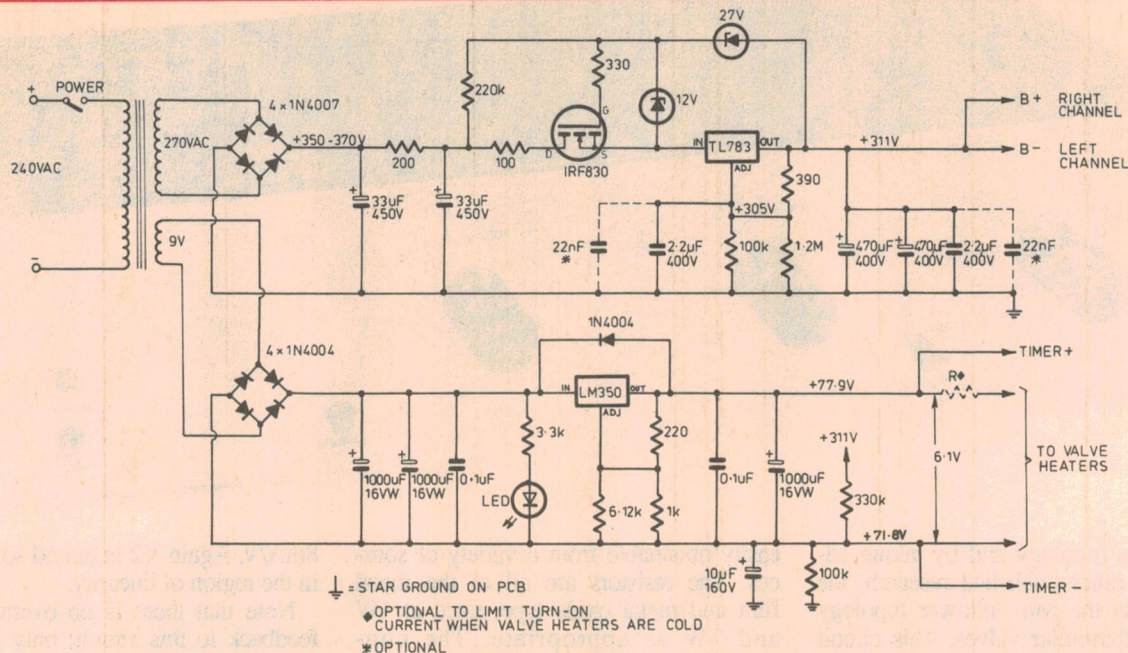 27V
330
220k
12V
+ POWER
4 x 1N4007
G
270VAC
+350-370V
D S
IN TL783 OUT
+311V
B+ RIGHT CHANNEL
B- LEFT CHANNEL
200
100
IRF830
ADJ
390
240VAC
+ 33uF 450V
+ 33uF 450V
+305V
22nF *
2·2µF 400V
100k
1·2M
+ 470µF 400V
+ 470µF 400V
2·2µF 400V
22nF *
9V
−
1N4004
4 x 1N4004
TIMER+
IN LM350 OUT
+77·9V
R♦
ADJ
3·3k
220
+311V
6·1V
TO VALVE HEATERS
+ 1000uF 16VW
+ 1000uF 16VW
0·1uF
LED
6·12k
1k
0·1uF
+ 1000uF 16VW
330k
+71·8V
10µF 160V
100k
TIMER −
= STAR GROUND ON PCB
♦ OPTIONAL TO LIMIT TURN-ON
CURRENT WHEN VALVE HEATERS ARE COLD
* OPTIONAL